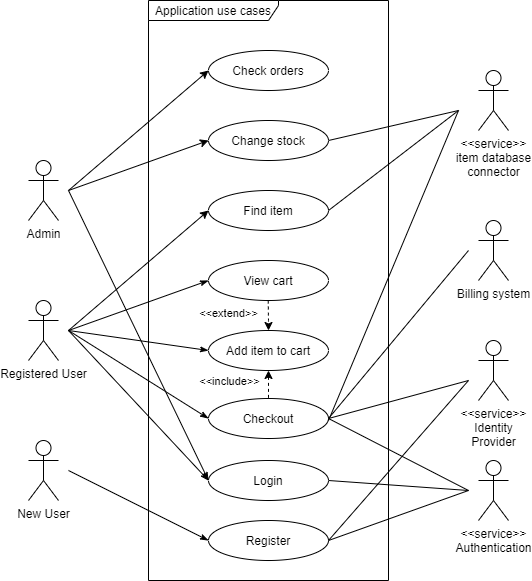 Application use cases
Check orders
Change stock
<<service>>
item database
connector
Admin
Find item
View cart
Billing system
<<extend>>
Add item to cart
Registered User
<<include>>
Checkout
<<service>>
Identity
Provider
Login
New User
Register
<<service>>
Authentication